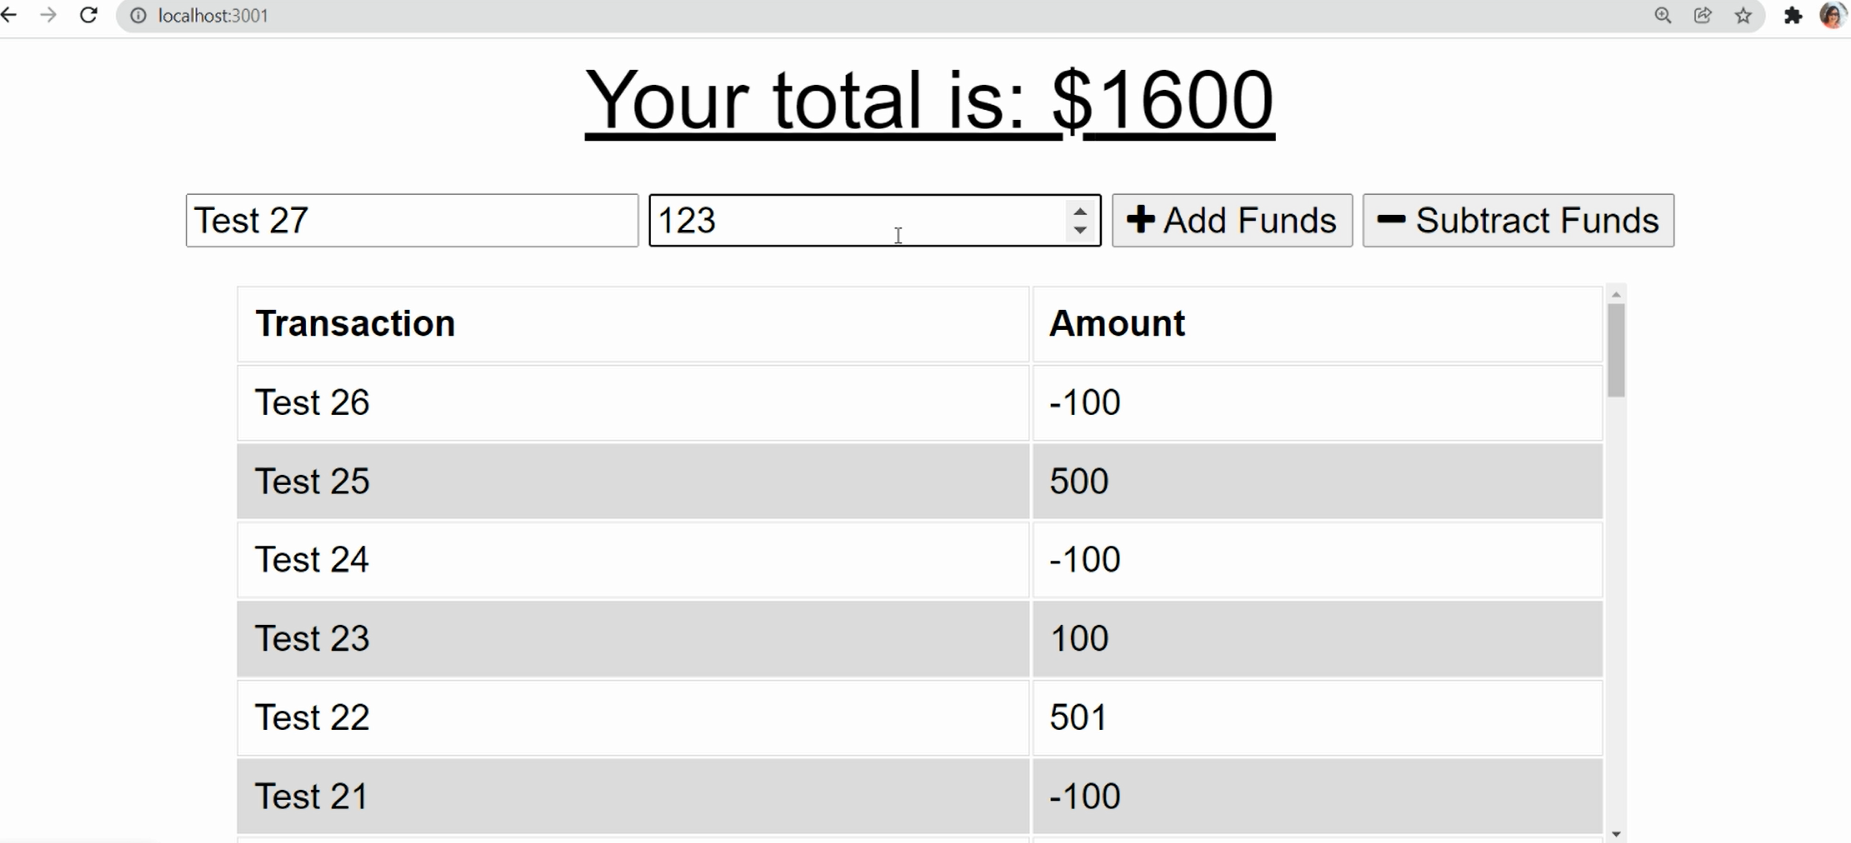 localhost:3001
Your total is: $1600
Test 27 123 Add Funds Subtract Funds
Transaction Amount
Test 26 -100
Test 25 500
Test 24 -100
Test 23 100
Test 22 501
Test 21 -100